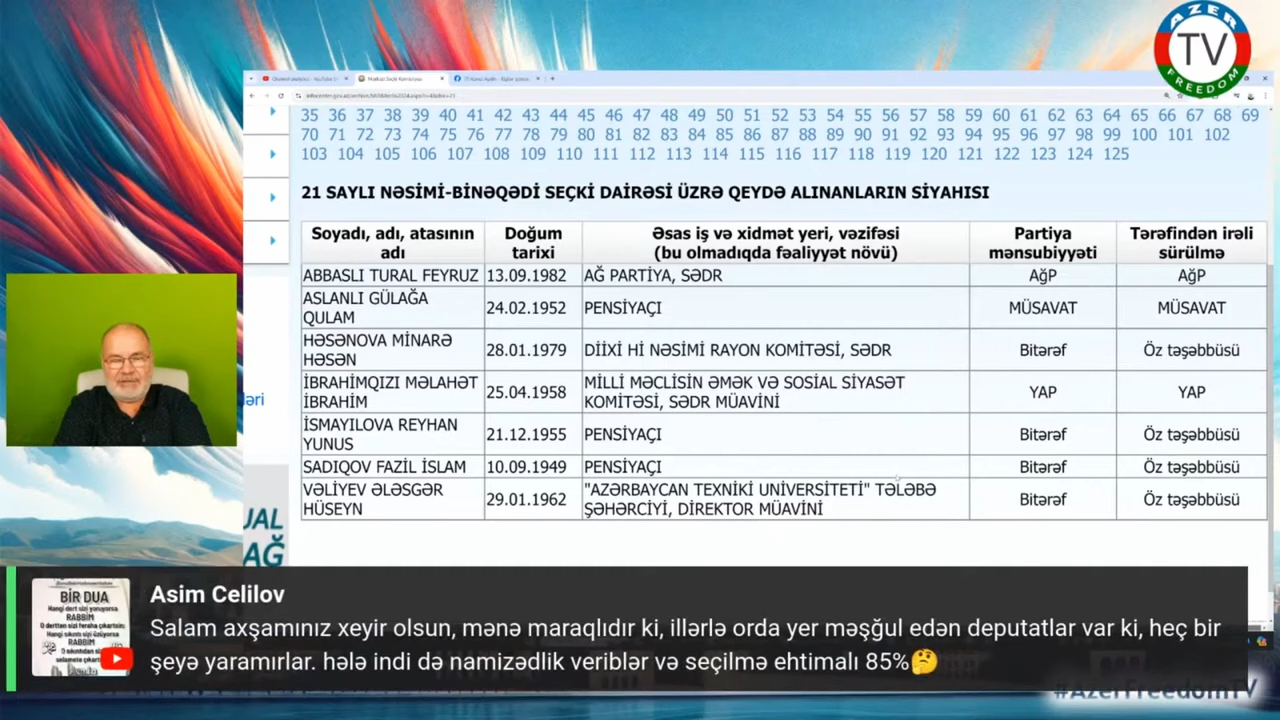 AZER
TV
FREEDOM
35 36 37 38 39 40 41 42 43 44 45 46 47 48 49 50 51 52 53 54 55 56 57 58 59 60 61 62 63 64 65 66 67 68 69
70 71 72 73 74 75 76 77 78 79 80 81 82 83 84 85 86 87 88 89 90 91 92 93 94 95 96 97 98 99 100 101 102
103 104 105 106 107 108 109 110 111 112 113 114 115 116 117 118 119 120 121 122 123 124 125
21 SAYLI NƏSİMİ-BİNƏQƏDİ SEÇKİ DAİRƏSİ ÜZRƏ QEYDƏ ALINANLARIN SİYAHISI
Soyadı, adı, atasının adı Doğum tarixi Əsas iş və xidmət yeri, vəzifəsi (bu olmadıqda fəaliyyət növü) Partiya mənsubiyyəti Tərəfindən irəli sürülmə
ABBASLI TURAL FEYRUZ 13.09.1982 AĞ PARTİYA, SƏDR AğP AğP
ASLANLI GÜLAĞA QULAM 24.02.1952 PENSİYAÇI MÜSAVAT MÜSAVAT
HƏSƏNOVA MİNARƏ HƏSƏN 28.01.1979 DİİXİ Hİ NƏSİMİ RAYON KOMİTƏSİ, SƏDR Bitərəf Öz təşəbbüsü
İBRAHİMQIZI MƏLAHƏT İBRAHİM 25.04.1958 MİLLİ MƏCLİSİN ƏMƏK VƏ SOSİAL SİYASƏT KOMİTƏSİ, SƏDR MÜAVİNİ YAP YAP
İSMAYILOVA REYHAN YUNUS 21.12.1955 PENSİYAÇI Bitərəf Öz təşəbbüsü
SADIQOV FAZİL İSLAM 10.09.1949 PENSİYAÇI Bitərəf Öz təşəbbüsü
VƏLİYEV ƏLƏSGƏR HÜSEYN 29.01.1962 "AZƏRBAYCAN TEXNİKİ UNİVERSİTETİ" TƏLƏBƏ ŞƏHƏRCİYİ, DİREKTOR MÜAVİNİ Bitərəf Öz təşəbbüsü
ləri
UAL
AĞ
BİR DUA
RABBİM
RABBİM
Asim Celilov
Salam axşamınız xeyir olsun, mənə maraqlıdır ki, illərlə orda yer məşğul edən deputatlar var ki, heç bir
şeyə yaramırlar. hələ indi də namizədlik veriblər və seçilmə ehtimalı 85%🤔
#AzerFreedomTV